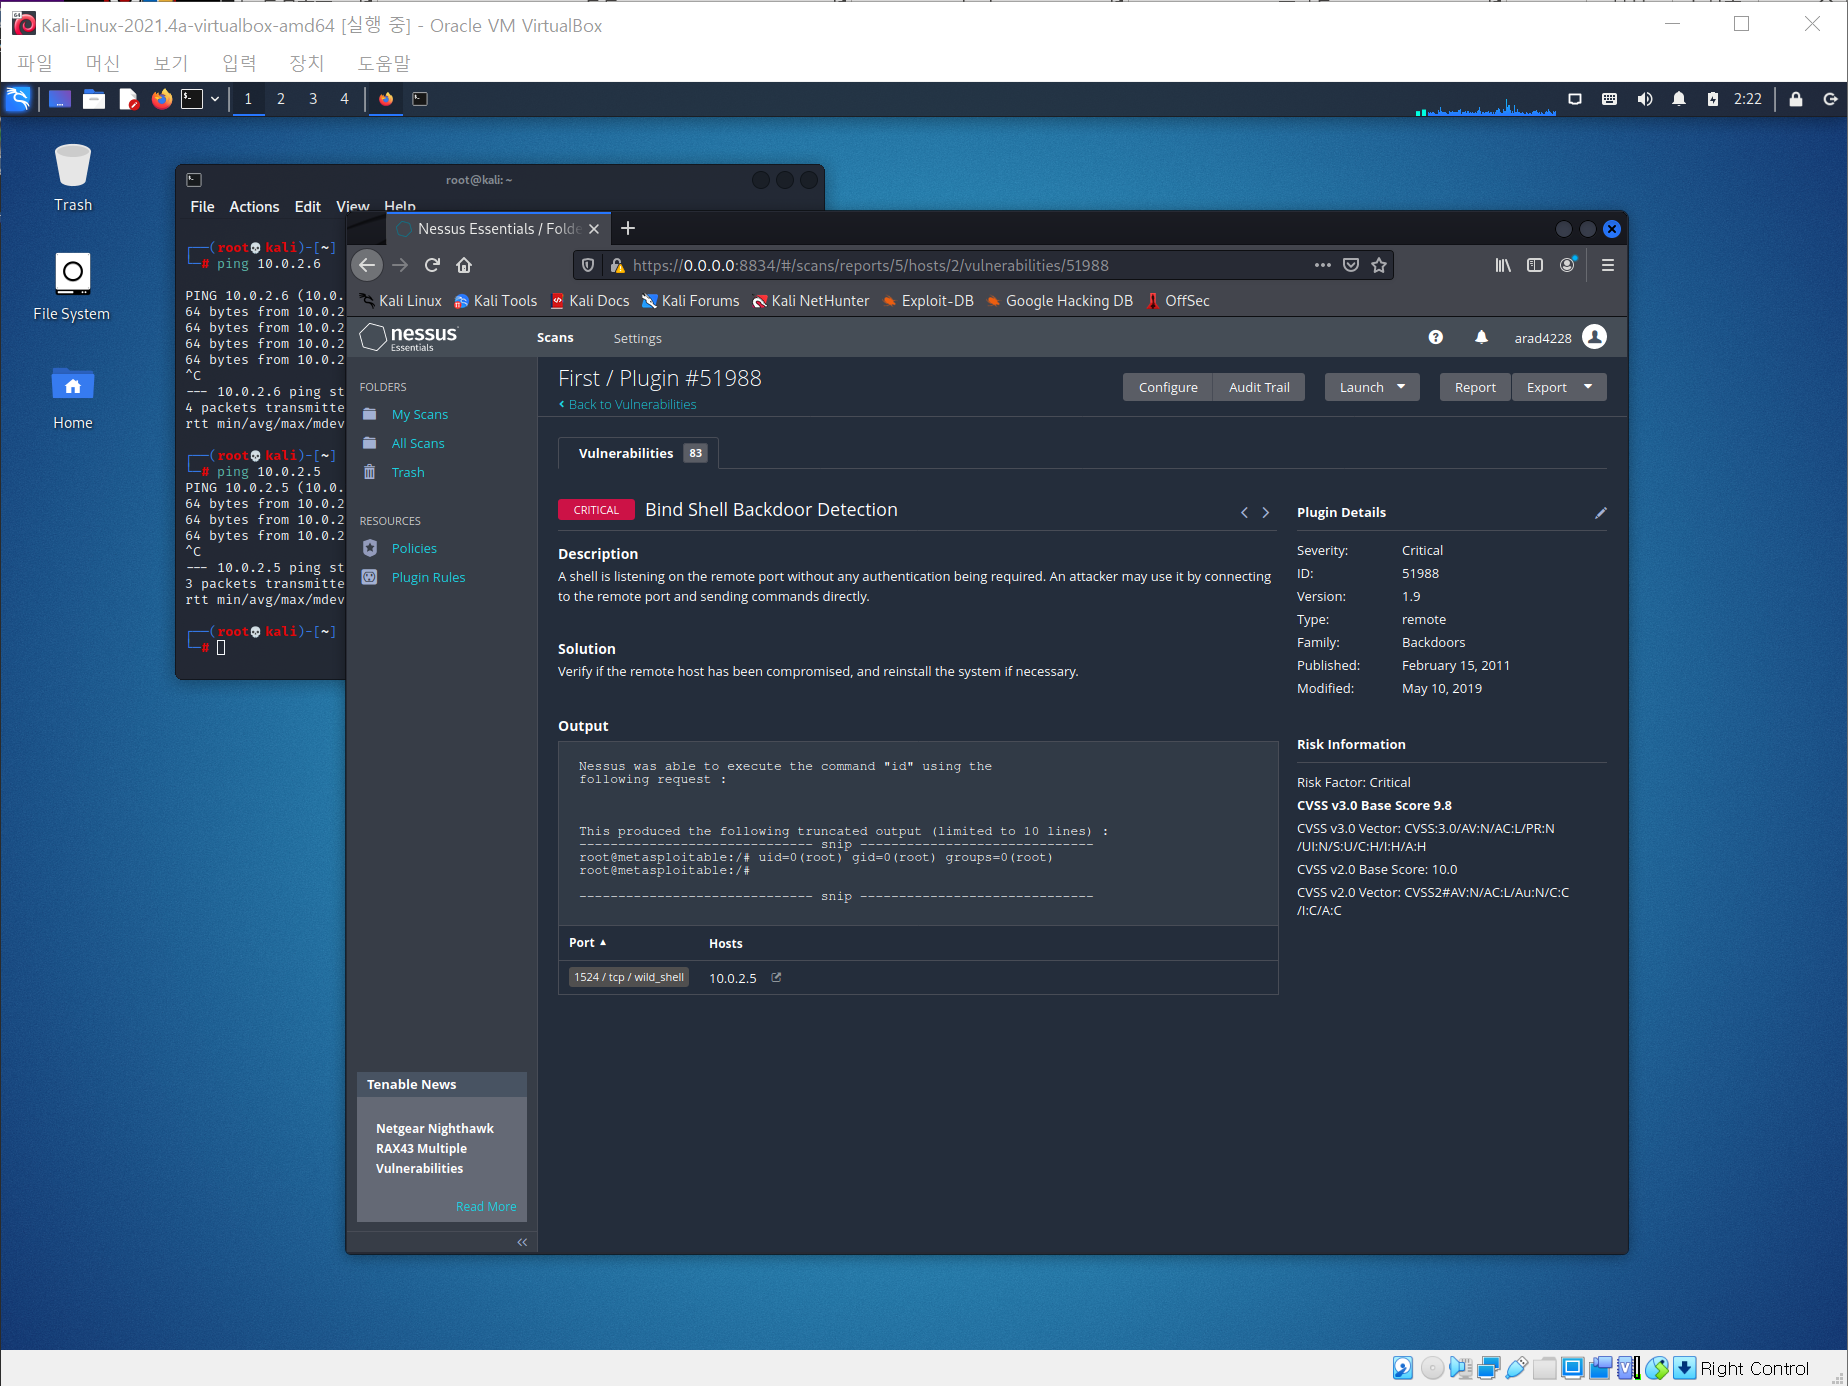 Kali-Linux-2021.4a-virtualbox-amd64 [실행 중] - Oracle VM VirtualBox
파일 머신 보기 입력 장치 도움말
1 2 3 4
2:22
Trash
File System
Home
root@kali: ~
File Actions Edit View Help
(root💀kali)-[~]
# ping 10.0.2.6
PING 10.0.2.6 (10.0.
64 bytes from 10.0.2
64 bytes from 10.0.2
64 bytes from 10.0.2
64 bytes from 10.0.2
^C
--- 10.0.2.6 ping st
4 packets transmitte
rtt min/avg/max/mdev
(root💀kali)-[~]
# ping 10.0.2.5
PING 10.0.2.5 (10.0.
64 bytes from 10.0.2
64 bytes from 10.0.2
64 bytes from 10.0.2
^C
--- 10.0.2.5 ping st
3 packets transmitte
rtt min/avg/max/mdev
(root💀kali)-[~]
#
Nessus Essentials / Folde
https://0.0.0.0:8834/#/scans/reports/5/hosts/2/vulnerabilities/51988
Kali Linux Kali Tools Kali Docs Kali Forums Kali NetHunter Exploit-DB Google Hacking DB OffSec
nessus
Essentials
Scans Settings
arad4228
FOLDERS
My Scans
All Scans
Trash
RESOURCES
Policies
Plugin Rules
Tenable News
Netgear Nighthawk
RAX43 Multiple
Vulnerabilities
Read More
First / Plugin #51988
< Back to Vulnerabilities
Configure Audit Trail Launch Report Export
Vulnerabilities 83
CRITICAL Bind Shell Backdoor Detection
Description
A shell is listening on the remote port without any authentication being required. An attacker may use it by connecting
to the remote port and sending commands directly.
Solution
Verify if the remote host has been compromised, and reinstall the system if necessary.
Output
Nessus was able to execute the command "id" using the
following request :
This produced the following truncated output (limited to 10 lines) :
------------------------------ snip ------------------------------
root@metasploitable:/# uid=0(root) gid=0(root) groups=0(root)
root@metasploitable:/#
------------------------------ snip ------------------------------
Port Hosts
1524 / tcp / wild_shell 10.0.2.5
Plugin Details
Severity: Critical
ID: 51988
Version: 1.9
Type: remote
Family: Backdoors
Published: February 15, 2011
Modified: May 10, 2019
Risk Information
Risk Factor: Critical
CVSS v3.0 Base Score 9.8
CVSS v3.0 Vector: CVSS:3.0/AV:N/AC:L/PR:N
/UI:N/S:U/C:H/I:H/A:H
CVSS v2.0 Base Score: 10.0
CVSS v2.0 Vector: CVSS2#AV:N/AC:L/Au:N/C:C
/I:C/A:C
Right Control